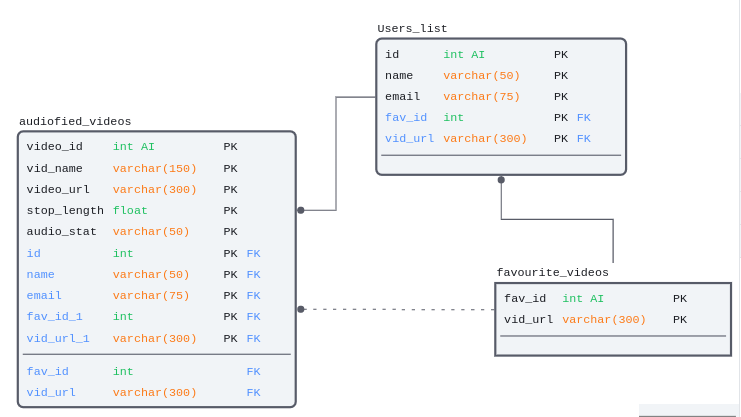 Users_list
id int AI PK
name varchar(50) PK
email varchar(75) PK
fav_id int PK FK
vid_url varchar(300) PK FK
audiofied_videos
video_id int AI PK
vid_name varchar(150) PK
video_url varchar(300) PK
stop_length float PK
audio_stat varchar(50) PK
id int PK FK
name varchar(50) PK FK
email varchar(75) PK FK
fav_id_1 int PK FK
vid_url_1 varchar(300) PK FK
fav_id int FK
vid_url varchar(300) FK
favourite_videos
fav_id int AI PK
vid_url varchar(300) PK